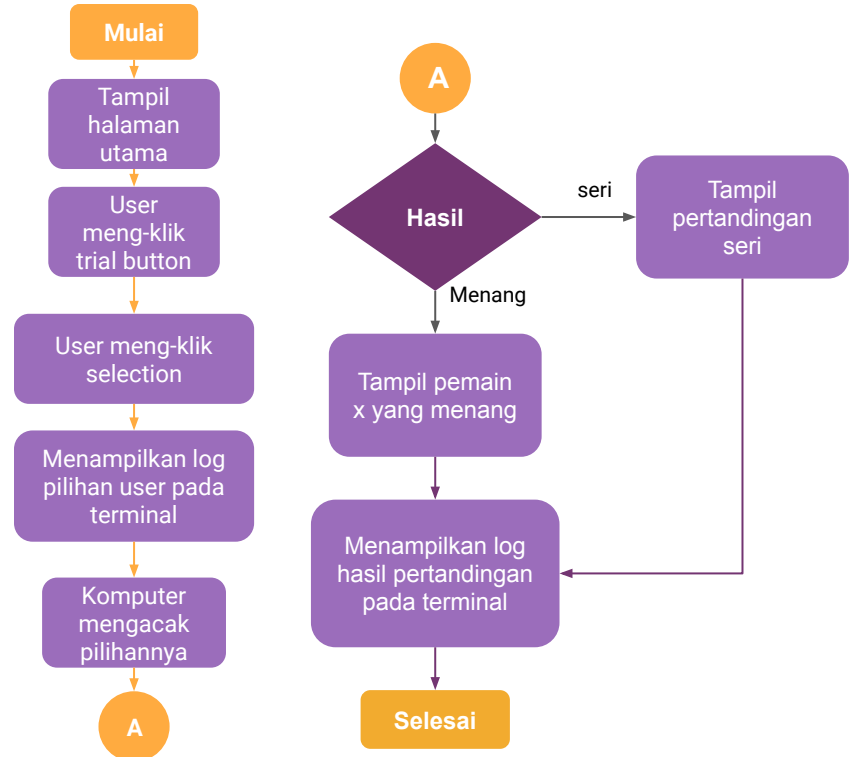 Mulai
Tampil
halaman
utama
User
meng-klik
trial button
User meng-klik
selection
Menampilkan log
pilihan user pada
terminal
Komputer
mengacak
pilihannya
A
A
Hasil
seri
Tampil
pertandingan
seri
Menang
Tampil pemain
x yang menang
Menampilkan log
hasil pertandingan
pada terminal
Selesai